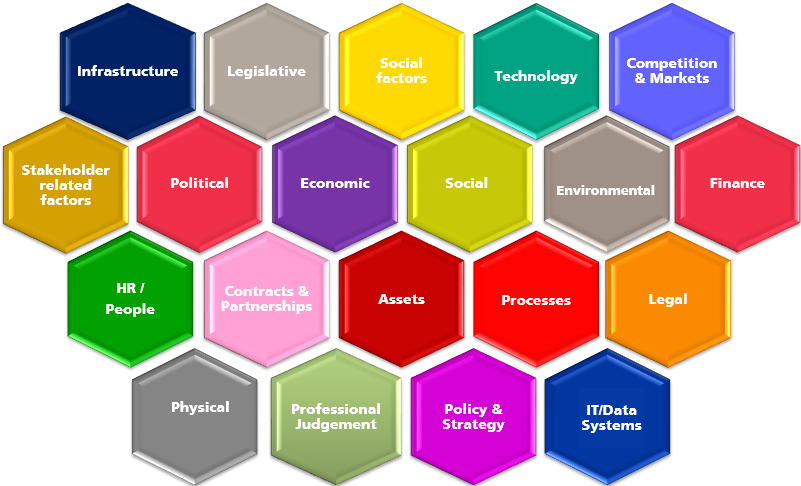 Infrastructure
Legislative
Social
factors
Technology
Competition
& Markets
Stakeholder
related
factors
Political
Economic
Social
Environmental
Finance
HR /
People
Contracts &
Partnerships
Assets
Processes
Legal
Physical
Professional
Judgement
Policy &
Strategy
IT/Data
Systems